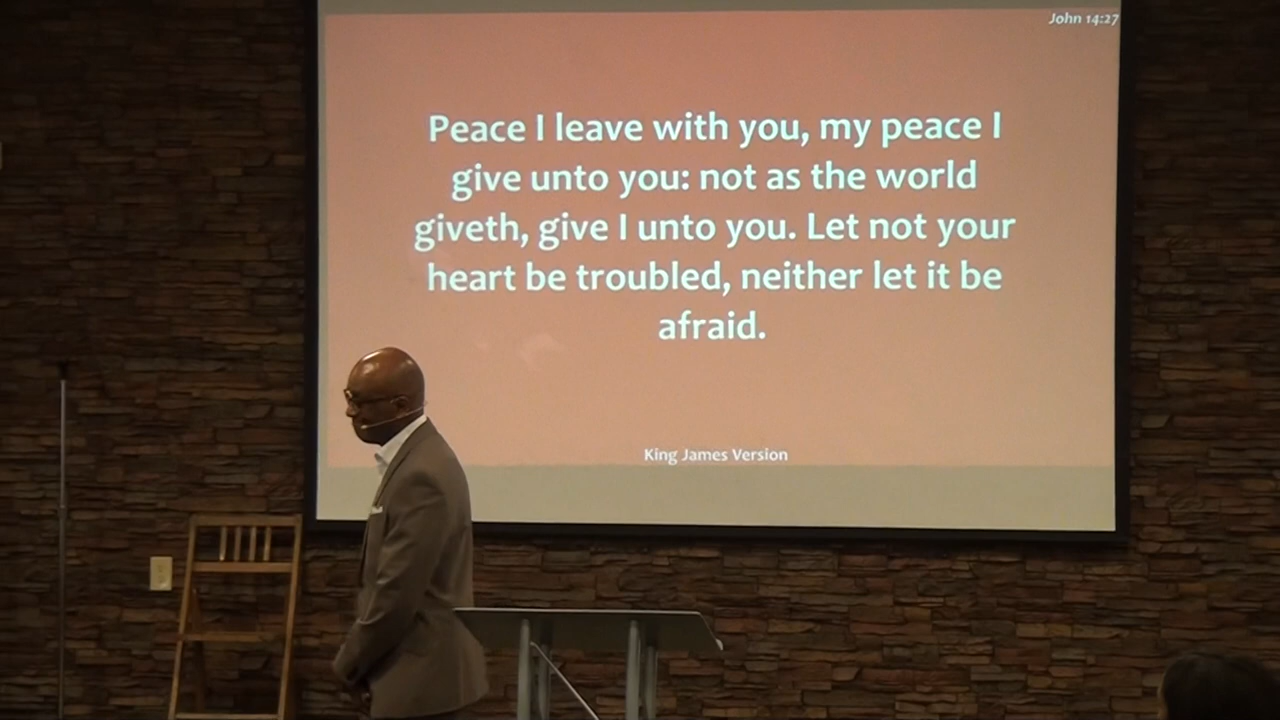 John 14:27
Peace I leave with you, my peace I
give unto you: not as the world
giveth, give I unto you. Let not your
heart be troubled, neither let it be
afraid.
King James Version